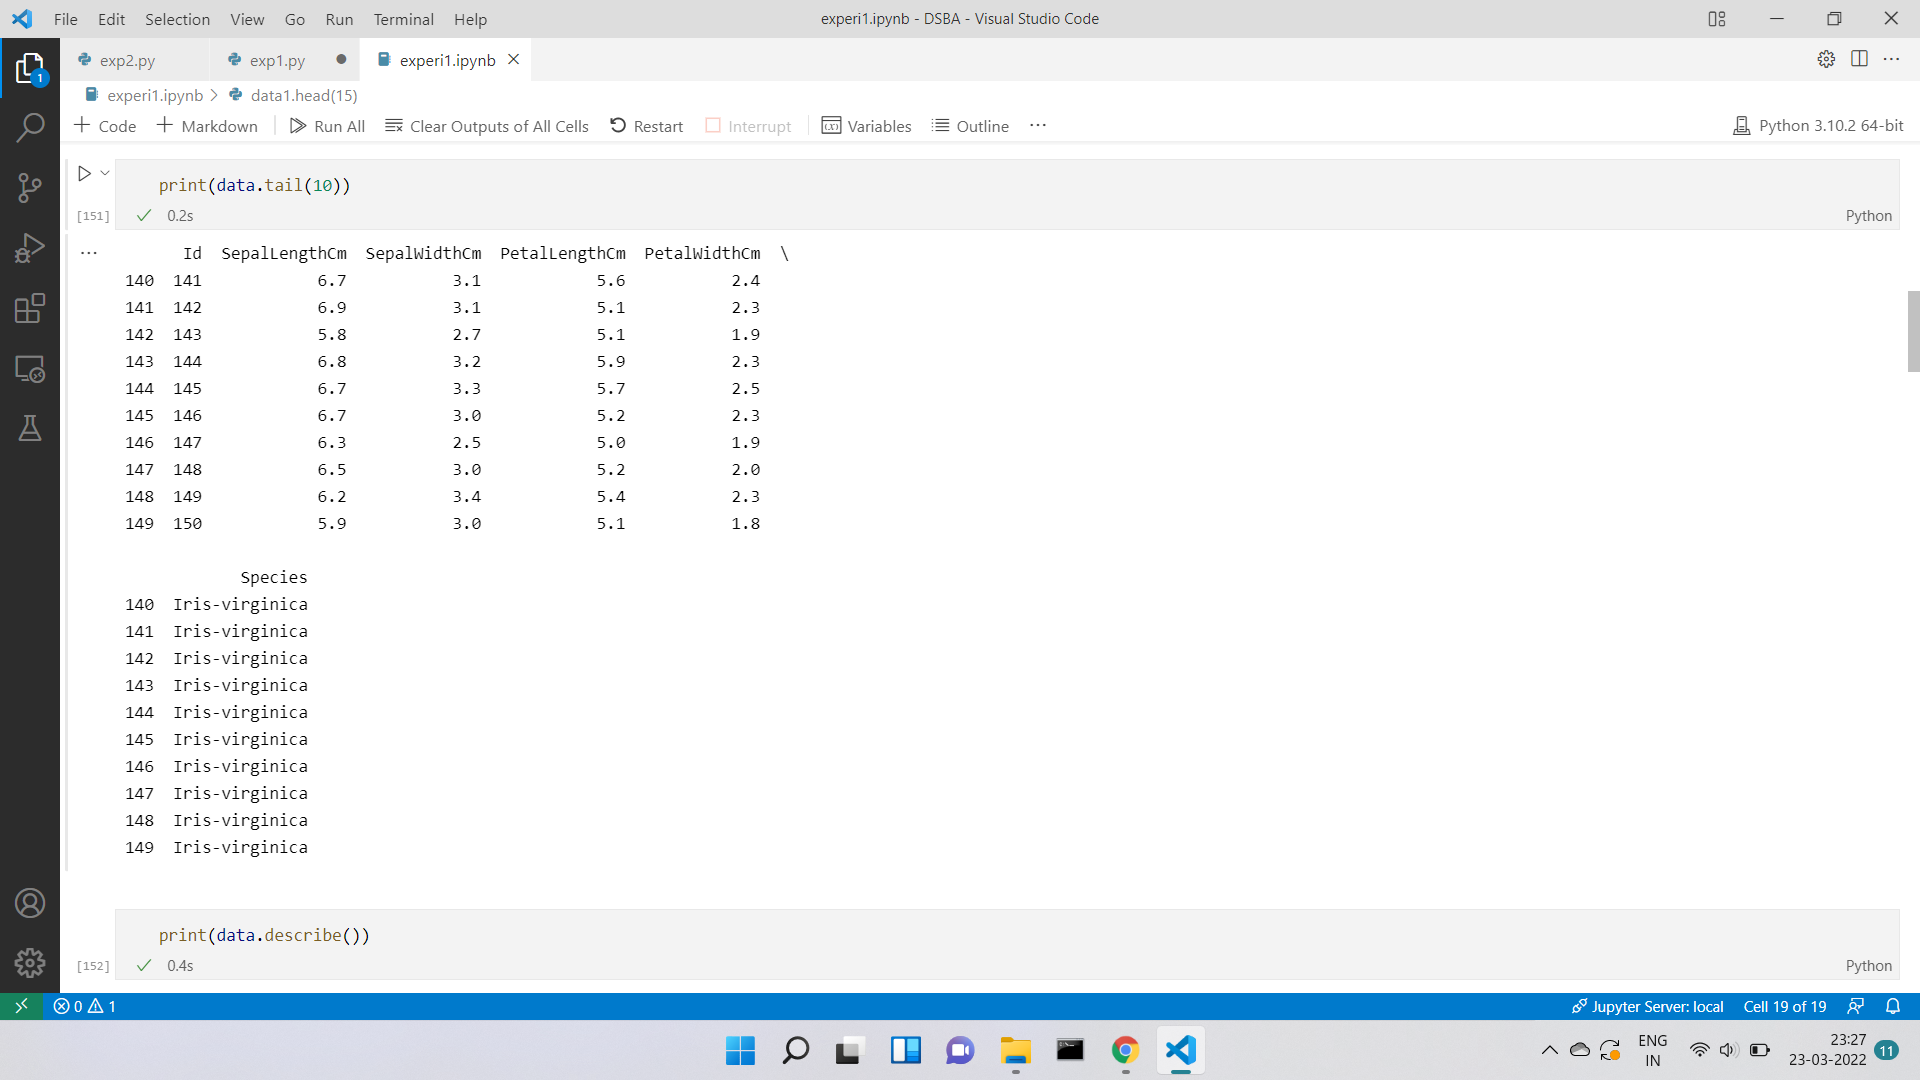 File Edit Selection View Go Run Terminal Help
experi1.ipynb - DSBA - Visual Studio Code
exp2.py exp1.py experi1.ipynb
1
experi1.ipynb > data1.head(15)
Code Markdown Run All Clear Outputs of All Cells Restart Interrupt Variables Outline ... Python 3.10.2 64-bit
print(data.tail(10))
[151] 0.2s Python
... Id SepalLengthCm SepalWidthCm PetalLengthCm PetalWidthCm \
140 141 6.7 3.1 5.6 2.4
141 142 6.9 3.1 5.1 2.3
142 143 5.8 2.7 5.1 1.9
143 144 6.8 3.2 5.9 2.3
144 145 6.7 3.3 5.7 2.5
145 146 6.7 3.0 5.2 2.3
146 147 6.3 2.5 5.0 1.9
147 148 6.5 3.0 5.2 2.0
148 149 6.2 3.4 5.4 2.3
149 150 5.9 3.0 5.1 1.8
Species
140 Iris-virginica
141 Iris-virginica
142 Iris-virginica
143 Iris-virginica
144 Iris-virginica
145 Iris-virginica
146 Iris-virginica
147 Iris-virginica
148 Iris-virginica
149 Iris-virginica
print(data.describe())
[152] 0.4s Python
0 1 Jupyter Server: local Cell 19 of 19
ENG 23:27
IN 23-03-2022 11